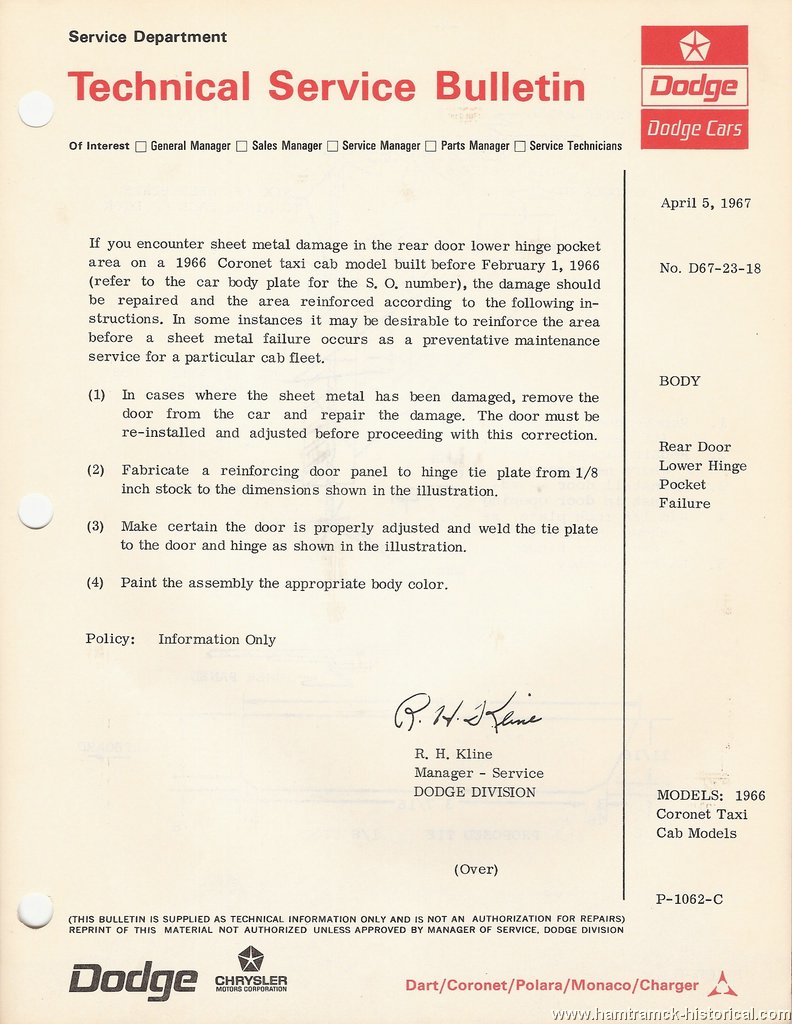 Service Department
Technical Service Bulletin
Dodge
Dodge Cars
Of Interest □ General Manager □ Sales Manager □ Service Manager □ Parts Manager □ Service Technicians
April 5, 1967
No. D67-23-18
BODY
Rear Door
Lower Hinge
Pocket
Failure
If you encounter sheet metal damage in the rear door lower hinge pocket
area on a 1966 Coronet taxi cab model built before February 1, 1966
(refer to the car body plate for the S. O. number), the damage should
be repaired and the area reinforced according to the following in-
structions. In some instances it may be desirable to reinforce the area
before a sheet metal failure occurs as a preventative maintenance
service for a particular cab fleet.
(1) In cases where the sheet metal has been damaged, remove the
door from the car and repair the damage. The door must be
re-installed and adjusted before proceeding with this correction.
(2) Fabricate a reinforcing door panel to hinge tie plate from 1/8
inch stock to the dimensions shown in the illustration.
(3) Make certain the door is properly adjusted and weld the tie plate
to the door and hinge as shown in the illustration.
(4) Paint the assembly the appropriate body color.
Policy: Information Only
R. H. Kline
R. H. Kline
Manager - Service
DODGE DIVISION
(Over)
MODELS: 1966
Coronet Taxi
Cab Models
P-1062-C
(THIS BULLETIN IS SUPPLIED AS TECHNICAL INFORMATION ONLY AND IS NOT AN AUTHORIZATION FOR REPAIRS)
REPRINT OF THIS MATERIAL NOT AUTHORIZED UNLESS APPROVED BY MANAGER OF SERVICE, DODGE DIVISION
Dodge
CHRYSLER
MOTORS CORPORATION
Dart/Coronet/Polara/Monaco/Charger
www.hamtramck-historical.com